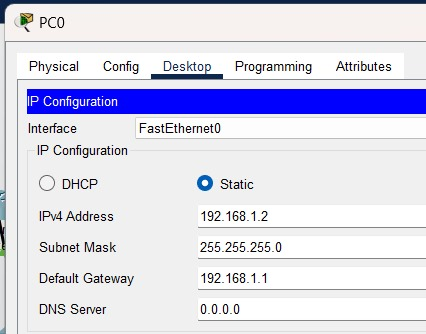 PC0
Physical Config Desktop Programming Attributes
IP Configuration
Interface FastEthernet0
IP Configuration
DHCP Static
IPv4 Address 192.168.1.2
Subnet Mask 255.255.255.0
Default Gateway 192.168.1.1
DNS Server 0.0.0.0